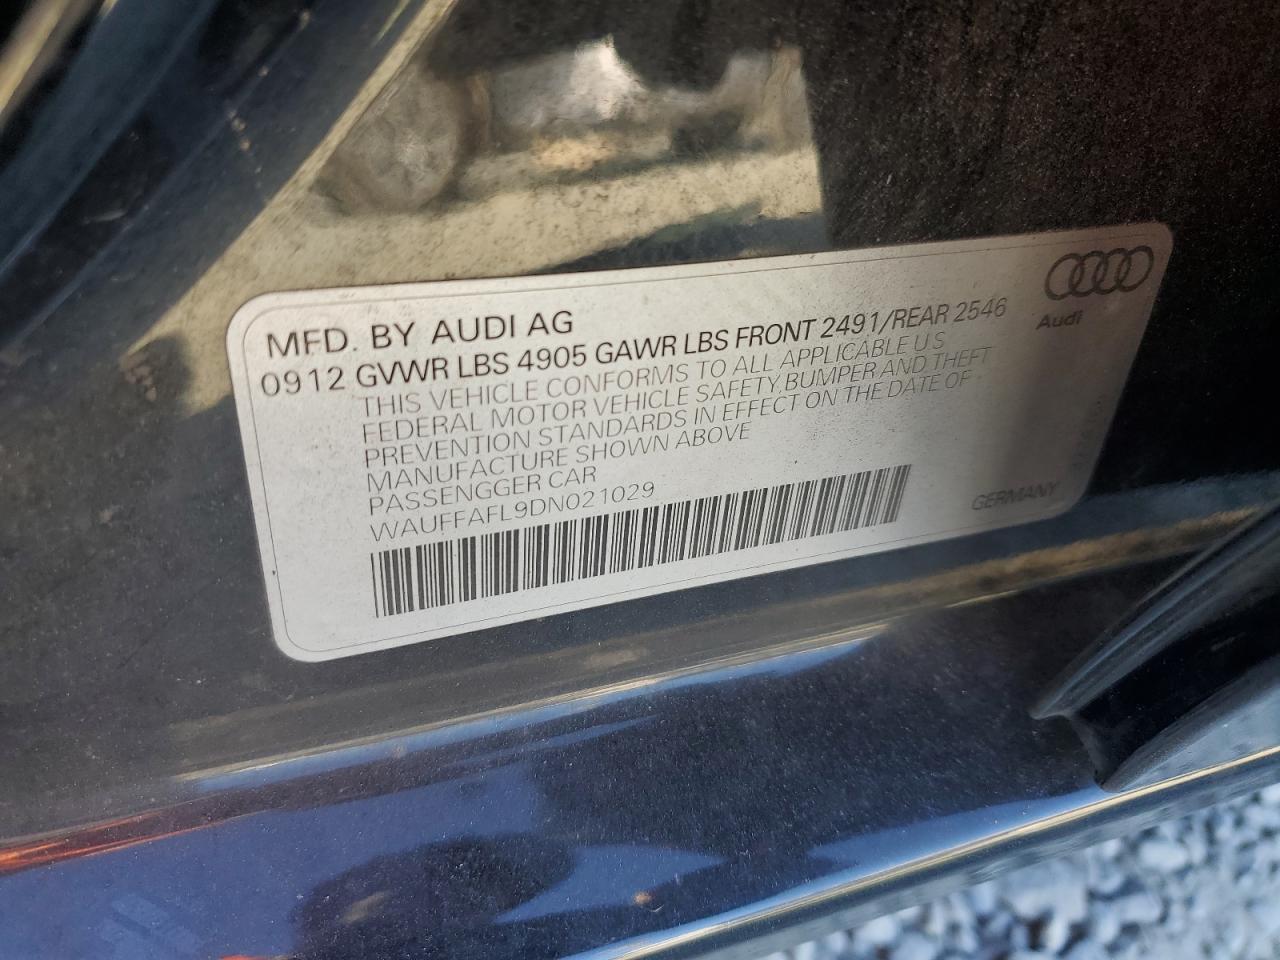 MFD. BY AUDI AG
0912 GVWR LBS 4905 GAWR LBS FRONT 2491/REAR 2546
THIS VEHICLE CONFORMS TO ALL APPLICABLE U S
FEDERAL MOTOR VEHICLE SAFETY, BUMPER AND THEFT
PREVENTION STANDARDS IN EFFECT ON THE DATE OF
MANUFACTURE SHOWN ABOVE
PASSENGGER CAR
WAUFFAFL9DN021029
Audi
GERMANY